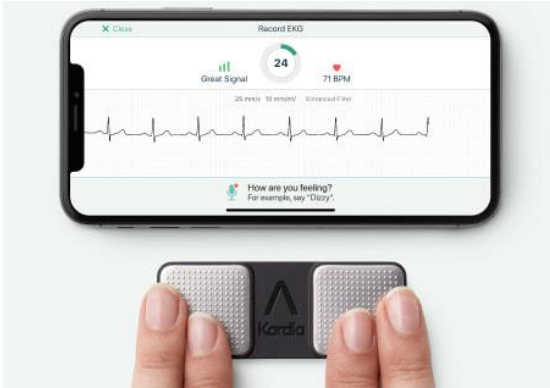 ✕ Close
Record EKG
24
Great Signal
71 BPM
25 mm/s 10 mm/mV Enhanced Filter
How are you feeling?
For example, say "Dizzy".
Kardia